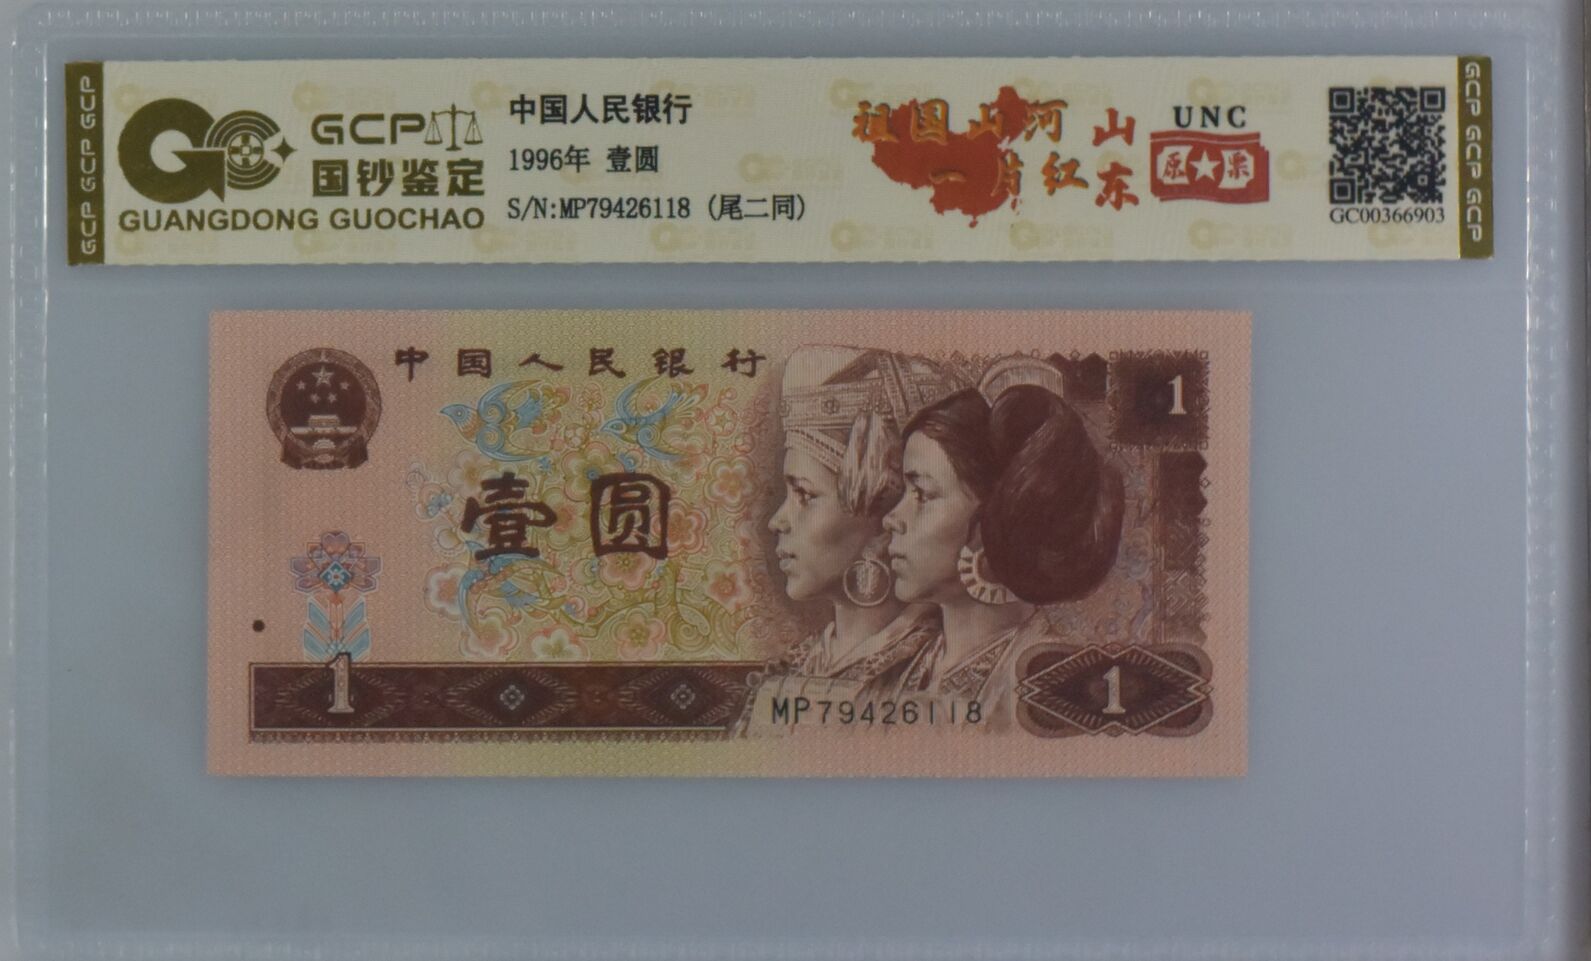 GCP GCP GCP
GCP
国钞鉴定
GUANGDONG GUOCHAO
中国人民银行
1996年 壹圆
S/N:MP79426118 (尾二同)
祖国山河
一片红
山东
UNC
原票
GC00366903
GCP GCP GCP
中国人民银行
1
壹圆
1
MP79426118
1